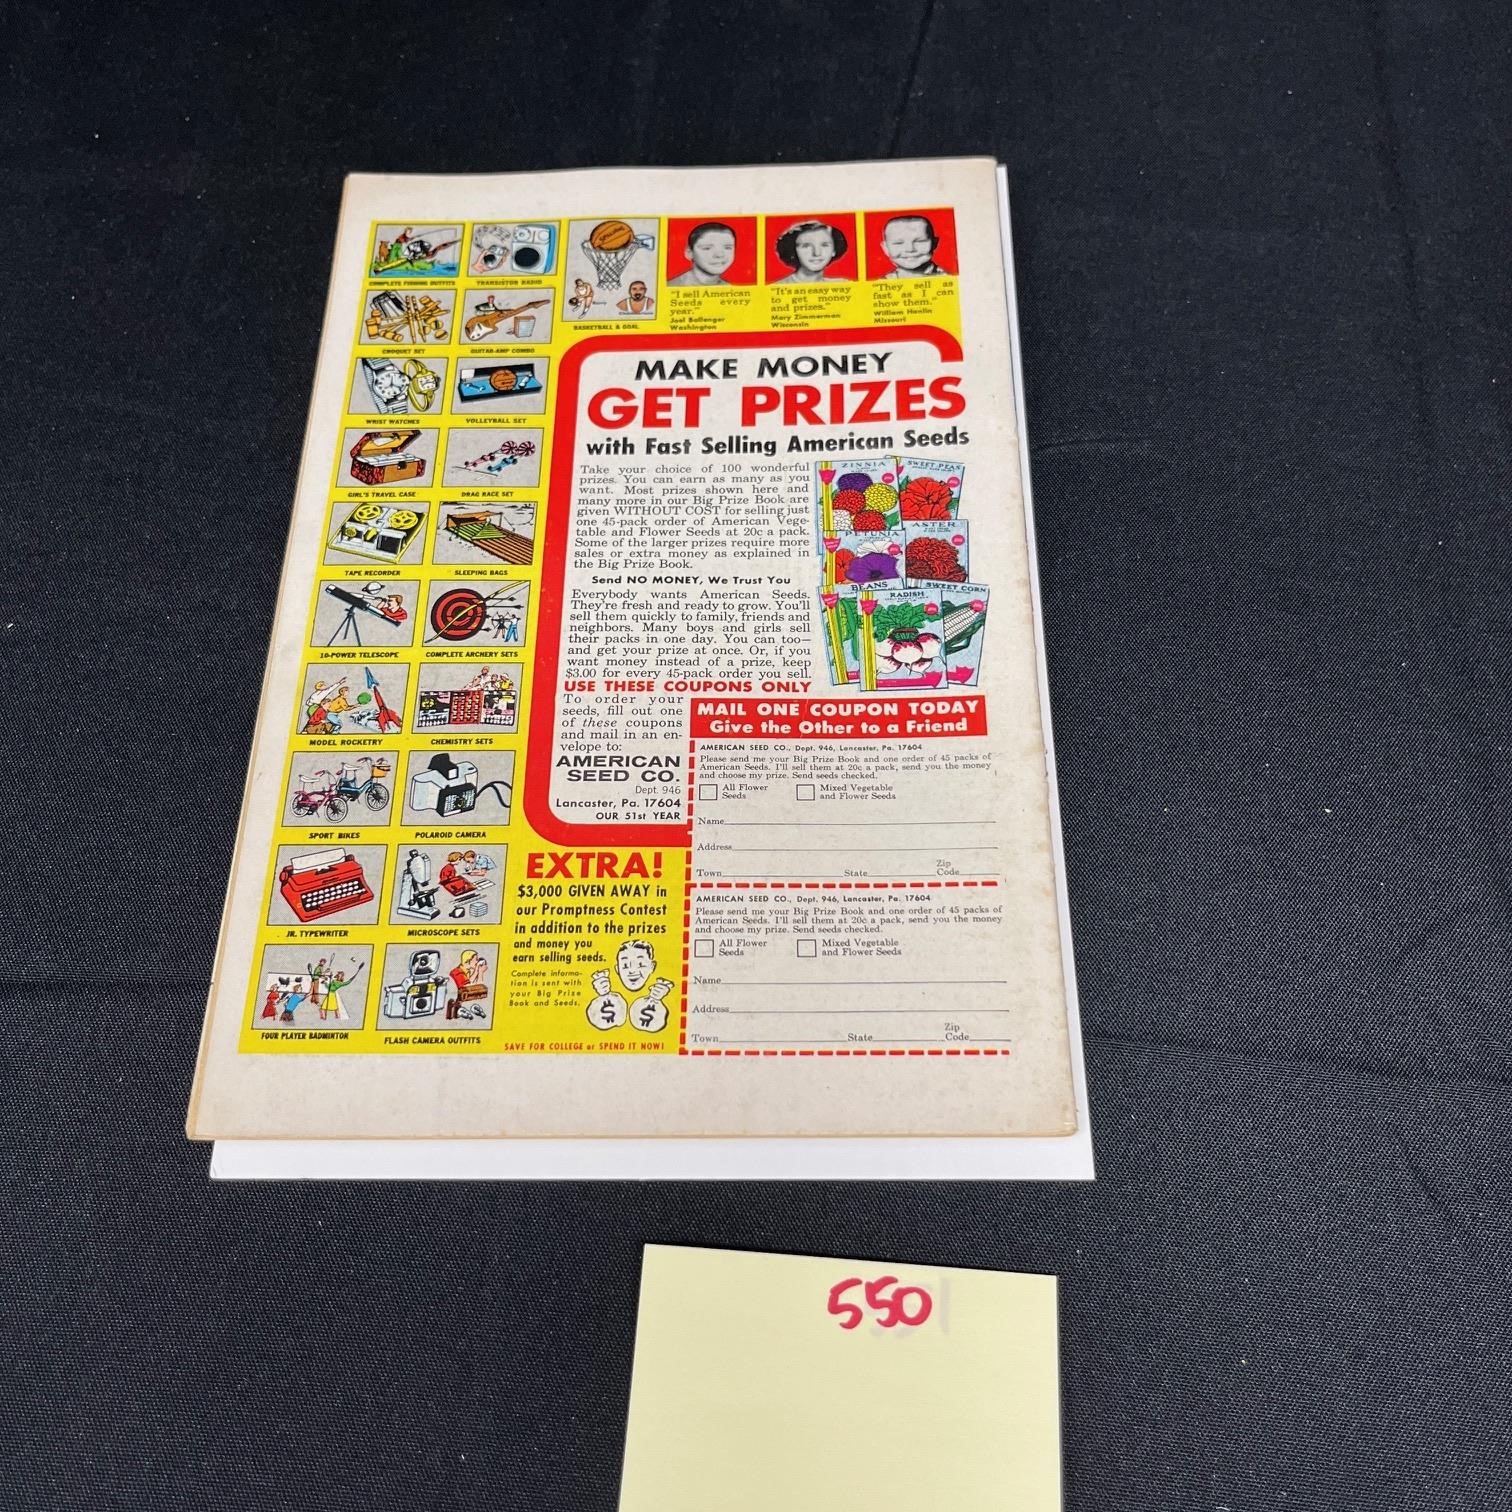 COMPLETE FISHING OUTFITS
TRANSISTOR RADIO
BASKETBALL & GOAL
CROQUET SET
GUITAR-AMP COMBO
WRIST WATCHES
VOLLEYBALL SET
GIRL'S TRAVEL CASE
DRAG RACE SET
TAPE RECORDER
SLEEPING BAGS
10-POWER TELESCOPE
COMPLETE ARCHERY SETS
MODEL ROCKETRY
CHEMISTRY SETS
SPORT BIKES
POLAROID CAMERA
JR. TYPEWRITER
MICROSCOPE SETS
FOUR PLAYER BADMINTON
FLASH CAMERA OUTFITS
"I sell American
Seeds every
year."
Joel Ballenger
Washington
"It's an easy way
to get money
and prizes."
Mary Zimmerman
Wisconsin
"They sell as
fast as I can
show them."
William Hanlin
Missouri
MAKE MONEY
GET PRIZES
with Fast Selling American Seeds
Take your choice of 100 wonderful
prizes. You can earn as many as you
want. Most prizes shown here and
many more in our Big Prize Book are
given WITHOUT COST for selling just
one 45-pack order of American Vege-
table and Flower Seeds at 20c a pack.
Some of the larger prizes require more
sales or extra money as explained in
the Big Prize Book.
Send NO MONEY, We Trust You
Everybody wants American Seeds.
They're fresh and ready to grow. You'll
sell them quickly to family, friends and
neighbors. Many boys and girls sell
their packs in one day. You can too—
and get your prize at once. Or, if you
want money instead of a prize, keep
$3.00 for every 45-pack order you sell.
USE THESE COUPONS ONLY
To order your
seeds, fill out one
of these coupons
and mail in an en-
velope to:
AMERICAN
SEED CO.
Dept. 946
Lancaster, Pa. 17604
OUR 51st YEAR
ZINNIA
SWEET PEAS
ASTER
PETUNIA
BEANS
SWEET CORN
RADISH
MAIL ONE COUPON TODAY
Give the Other to a Friend
AMERICAN SEED CO., Dept. 946, Lancaster, Pa. 17604
Please send me your Big Prize Book and one order of 45 packs of
American Seeds. I'll sell them at 20c a pack, send you the money
and choose my prize. Send seeds checked.
All Flower
Seeds
Mixed Vegetable
and Flower Seeds
Name
Address
Town State Zip
Code
AMERICAN SEED CO., Dept. 946, Lancaster, Pa. 17604
Please send me your Big Prize Book and one order of 45 packs of
American Seeds. I'll sell them at 20c a pack, send you the money
and choose my prize. Send seeds checked.
All Flower
Seeds
Mixed Vegetable
and Flower Seeds
Name
Address
Town State Zip
Code
EXTRA!
$3,000 GIVEN AWAY in
our Promptness Contest
in addition to the prizes
and money you
earn selling seeds.
Complete informa-
tion is sent with
your Big Prize
Book and Seeds.
$ $
SAVE FOR COLLEGE or SPEND IT NOW!
550